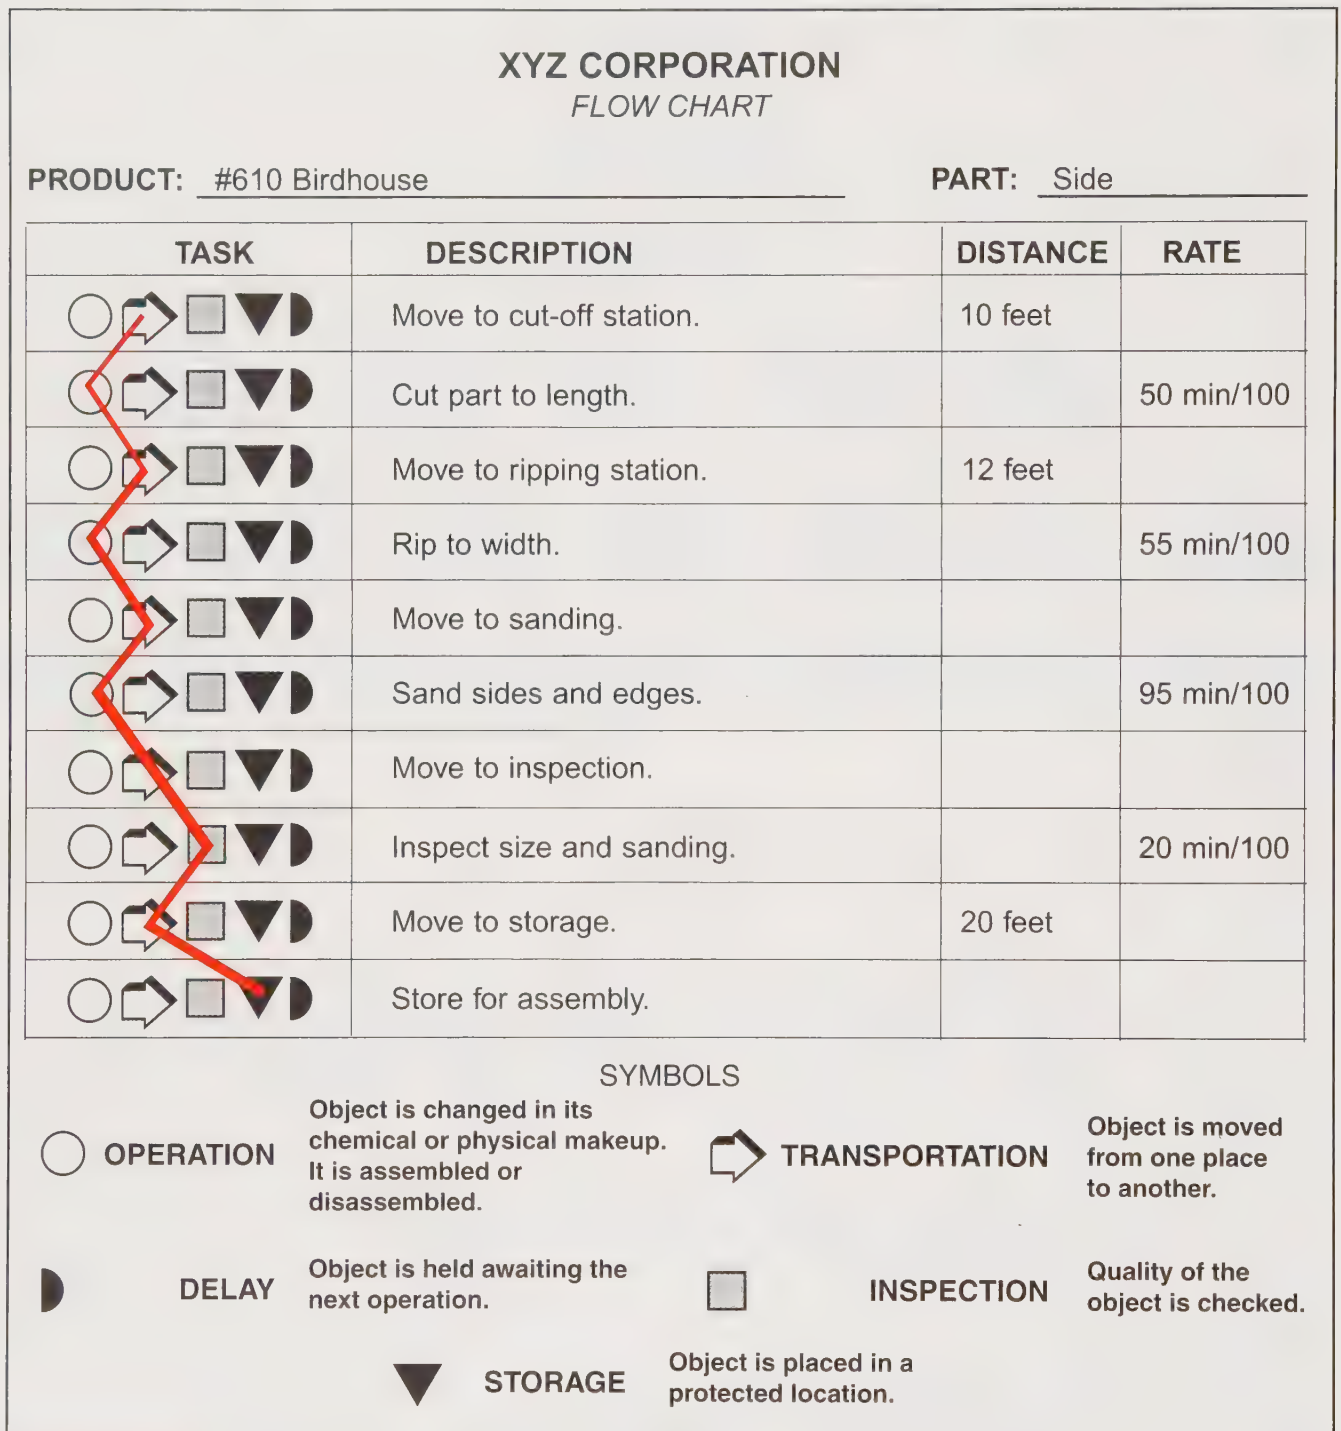 XYZ CORPORATION
FLOW CHART
PRODUCT: #610 Birdhouse PART: Side
TASK DESCRIPTION DISTANCE RATE
Move to cut-off station. 10 feet
Cut part to length. 50 min/100
Move to ripping station. 12 feet
Rip to width. 55 min/100
Move to sanding.
Sand sides and edges. 95 min/100
Move to inspection.
Inspect size and sanding. 20 min/100
Move to storage. 20 feet
Store for assembly.
SYMBOLS
OPERATION
Object is changed in its
chemical or physical makeup.
It is assembled or
disassembled.
TRANSPORTATION
Object is moved
from one place
to another.
DELAY
Object is held awaiting the
next operation.
INSPECTION
Quality of the
object is checked.
STORAGE
Object is placed in a
protected location.